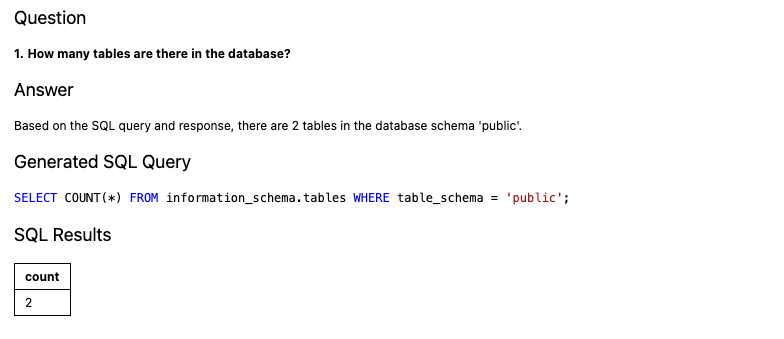 Question
1. How many tables are there in the database?
Answer
Based on the SQL query and response, there are 2 tables in the database schema 'public'.
Generated SQL Query
SELECT COUNT(*) FROM information_schema.tables WHERE table_schema = 'public';
SQL Results
count
2